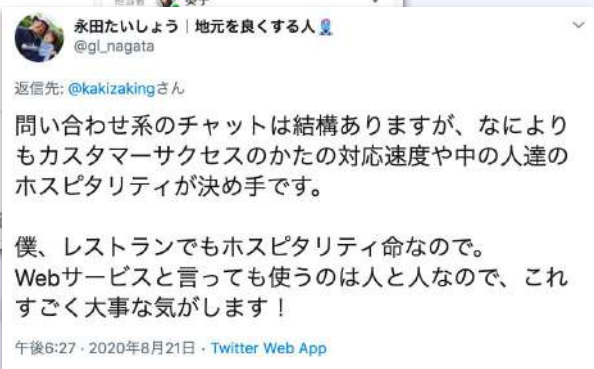 永田たいしょう｜地元を良くする人
@gl_nagata
返信先: @kakizakingさん
問い合わせ系のチャットは結構ありますが、なにより
もカスタマーサクセスのかたの対応速度や中の人達の
ホスピタリティが決め手です。
僕、レストランでもホスピタリティ命なので。
Webサービスと言っても使うのは人と人なので、これ
すごく大事な気がします！
午後6:27 · 2020年8月21日 · Twitter Web App